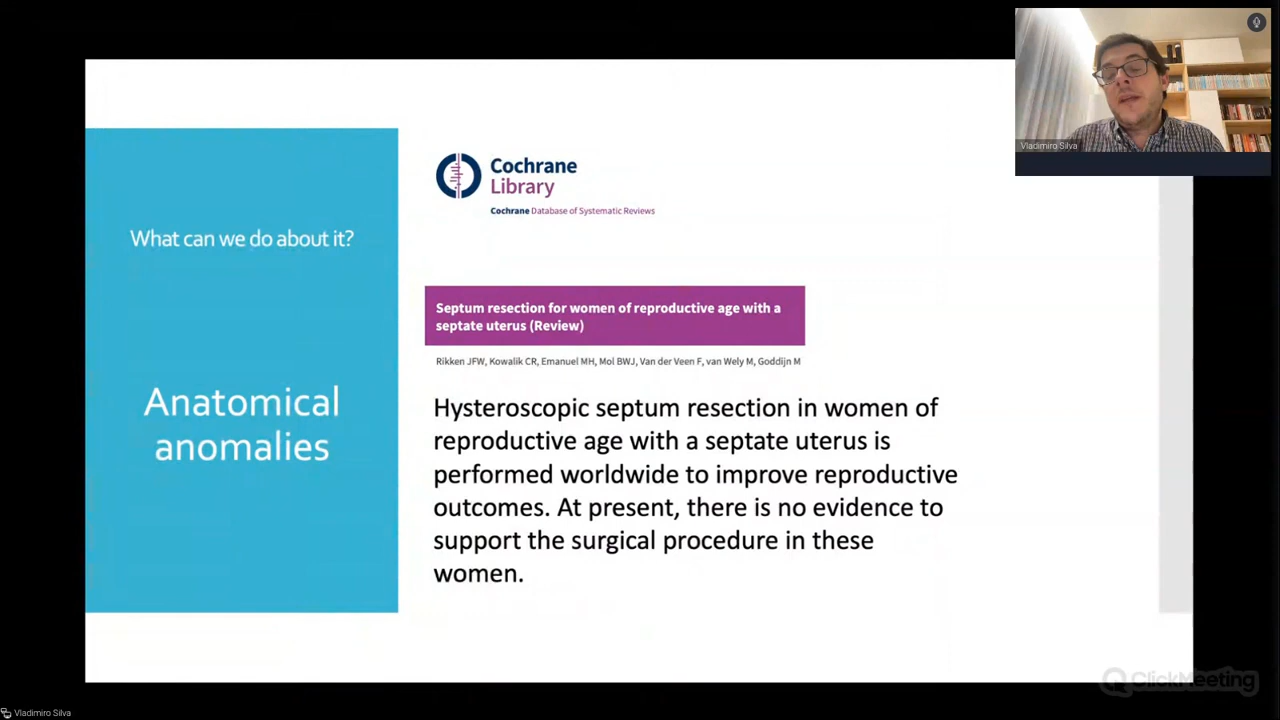 Vladimiro Silva
What can we do about it?
Anatomical
anomalies
Cochrane
Library
Cochrane Database of Systematic Reviews
Septum resection for women of reproductive age with a
septate uterus (Review)
Rikken JFW, Kowalik CR, Emanuel MH, Mol BWJ, Van der Veen F, van Wely M, Goddijn M
Hysteroscopic septum resection in women of
reproductive age with a septate uterus is
performed worldwide to improve reproductive
outcomes. At present, there is no evidence to
support the surgical procedure in these
women.
ClickMeeting
Vladimiro Silva